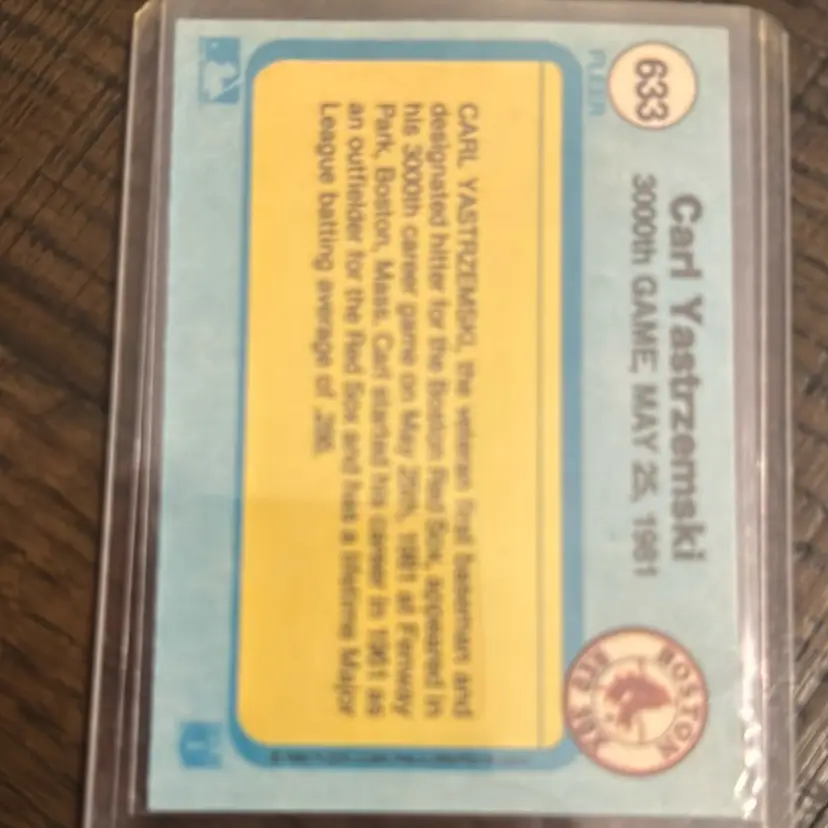 633
FLEER
Carl Yastrzemski
3000th GAME, MAY 25, 1981
BOSTON
RED SOX
CARL YASTRZEMSKI, the veteran first baseman and
designated hitter for the Boston Red Sox, appeared in
his 3000th career game on May 25th, 1981 at Fenway
Park, Boston, Mass. Carl started his career in 1961 as
an outfielder for the Red Sox and has a lifetime Major
League batting average of